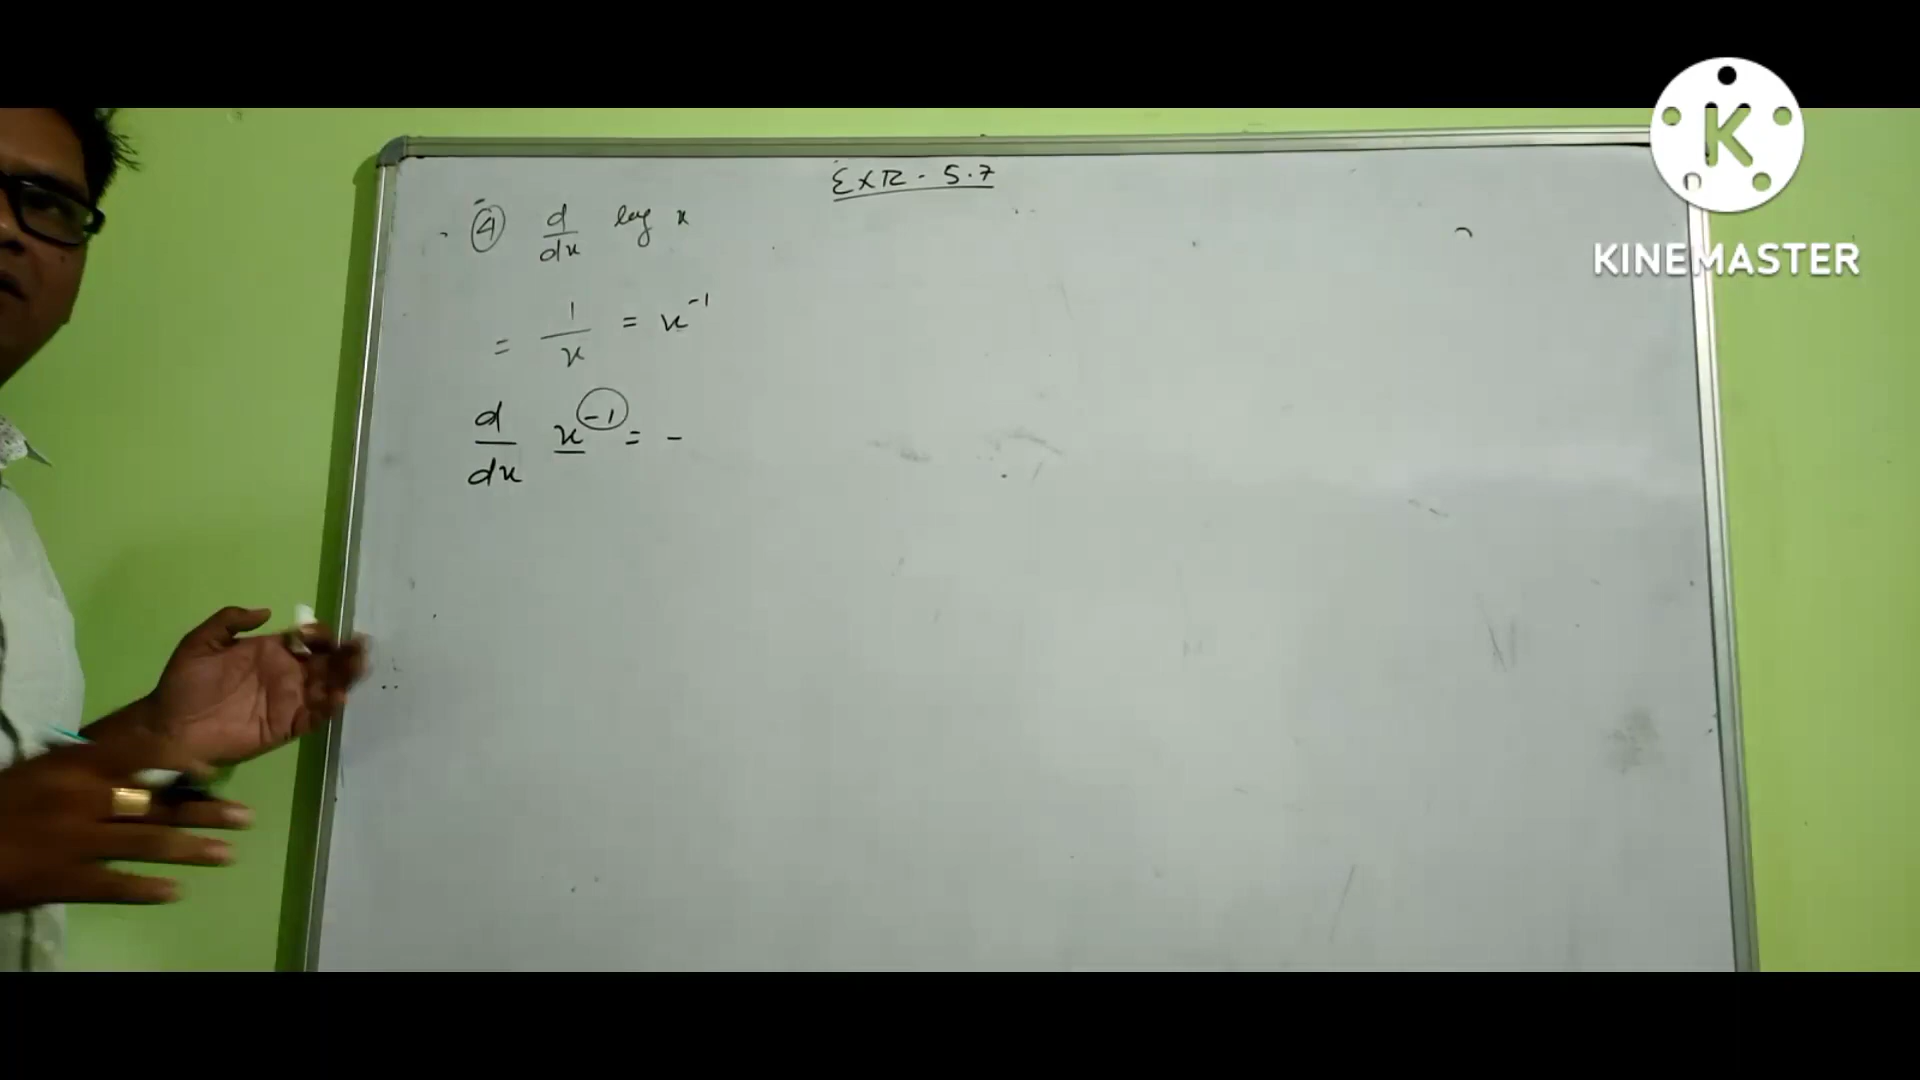 EXR - 5.7
④ d/dx log x
= 1/x = x⁻¹
d/dx x⁻¹ = -
K
KINEMASTER